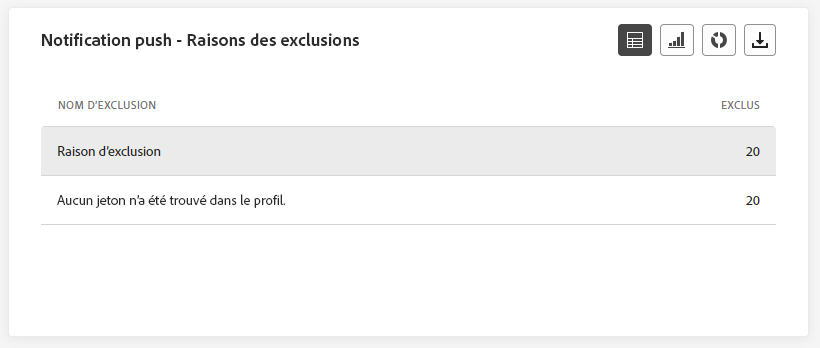 Notification push - Raisons des exclusions
NOM D'EXCLUSION EXCLUS
Raison d'exclusion 20
Aucun jeton n'a été trouvé dans le profil. 20